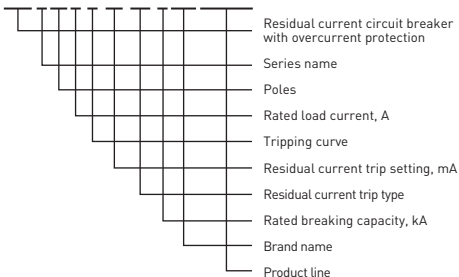 Residual current circuit breaker
with overcurrent protection
Series name
Poles
Rated load current, A
Tripping curve
Residual current trip setting, mA
Residual current trip type
Rated breaking capacity, kA
Brand name
Product line